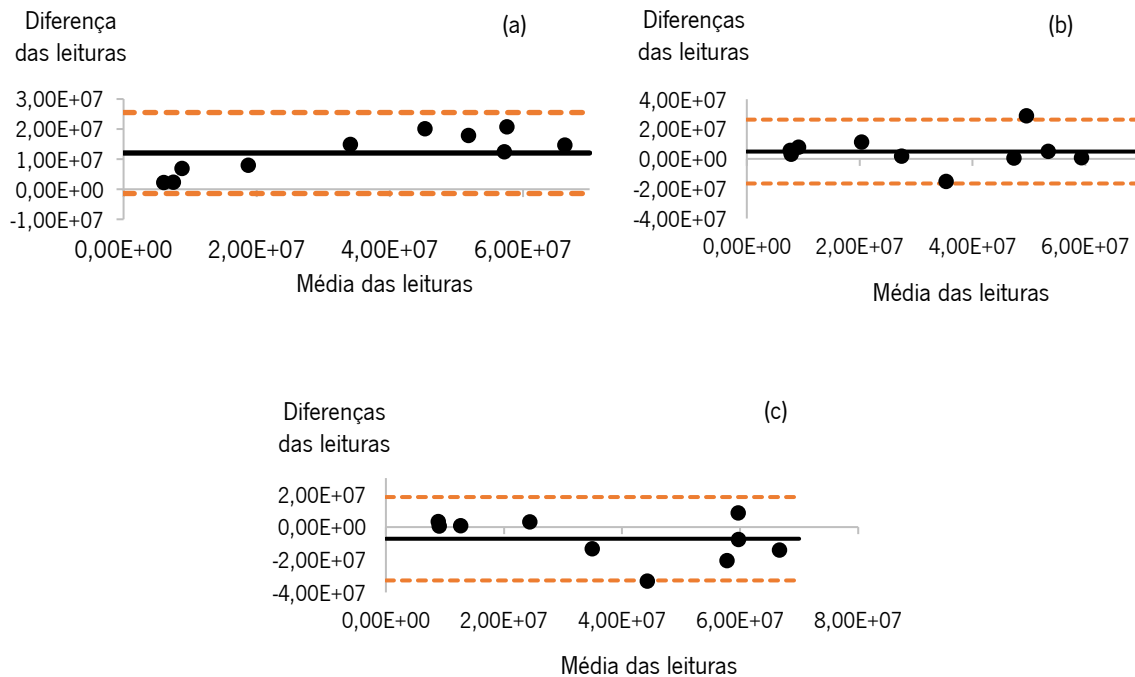 Diferença
das leituras
(a)
3,00E+07
2,00E+07
1,00E+07
0,00E+00
-1,00E+07
0,00E+00 2,00E+07 4,00E+07 6,00E+07
Média das leituras
Diferenças
das leituras
(b)
4,00E+07
2,00E+07
0,00E+00
-2,00E+07
-4,00E+07
0,00E+00 2,00E+07 4,00E+07 6,00E+07
Média das leituras
Diferenças
das leituras
(c)
2,00E+07
0,00E+00
-2,00E+07
-4,00E+07
0,00E+00 2,00E+07 4,00E+07 6,00E+07 8,00E+07
Média das leituras